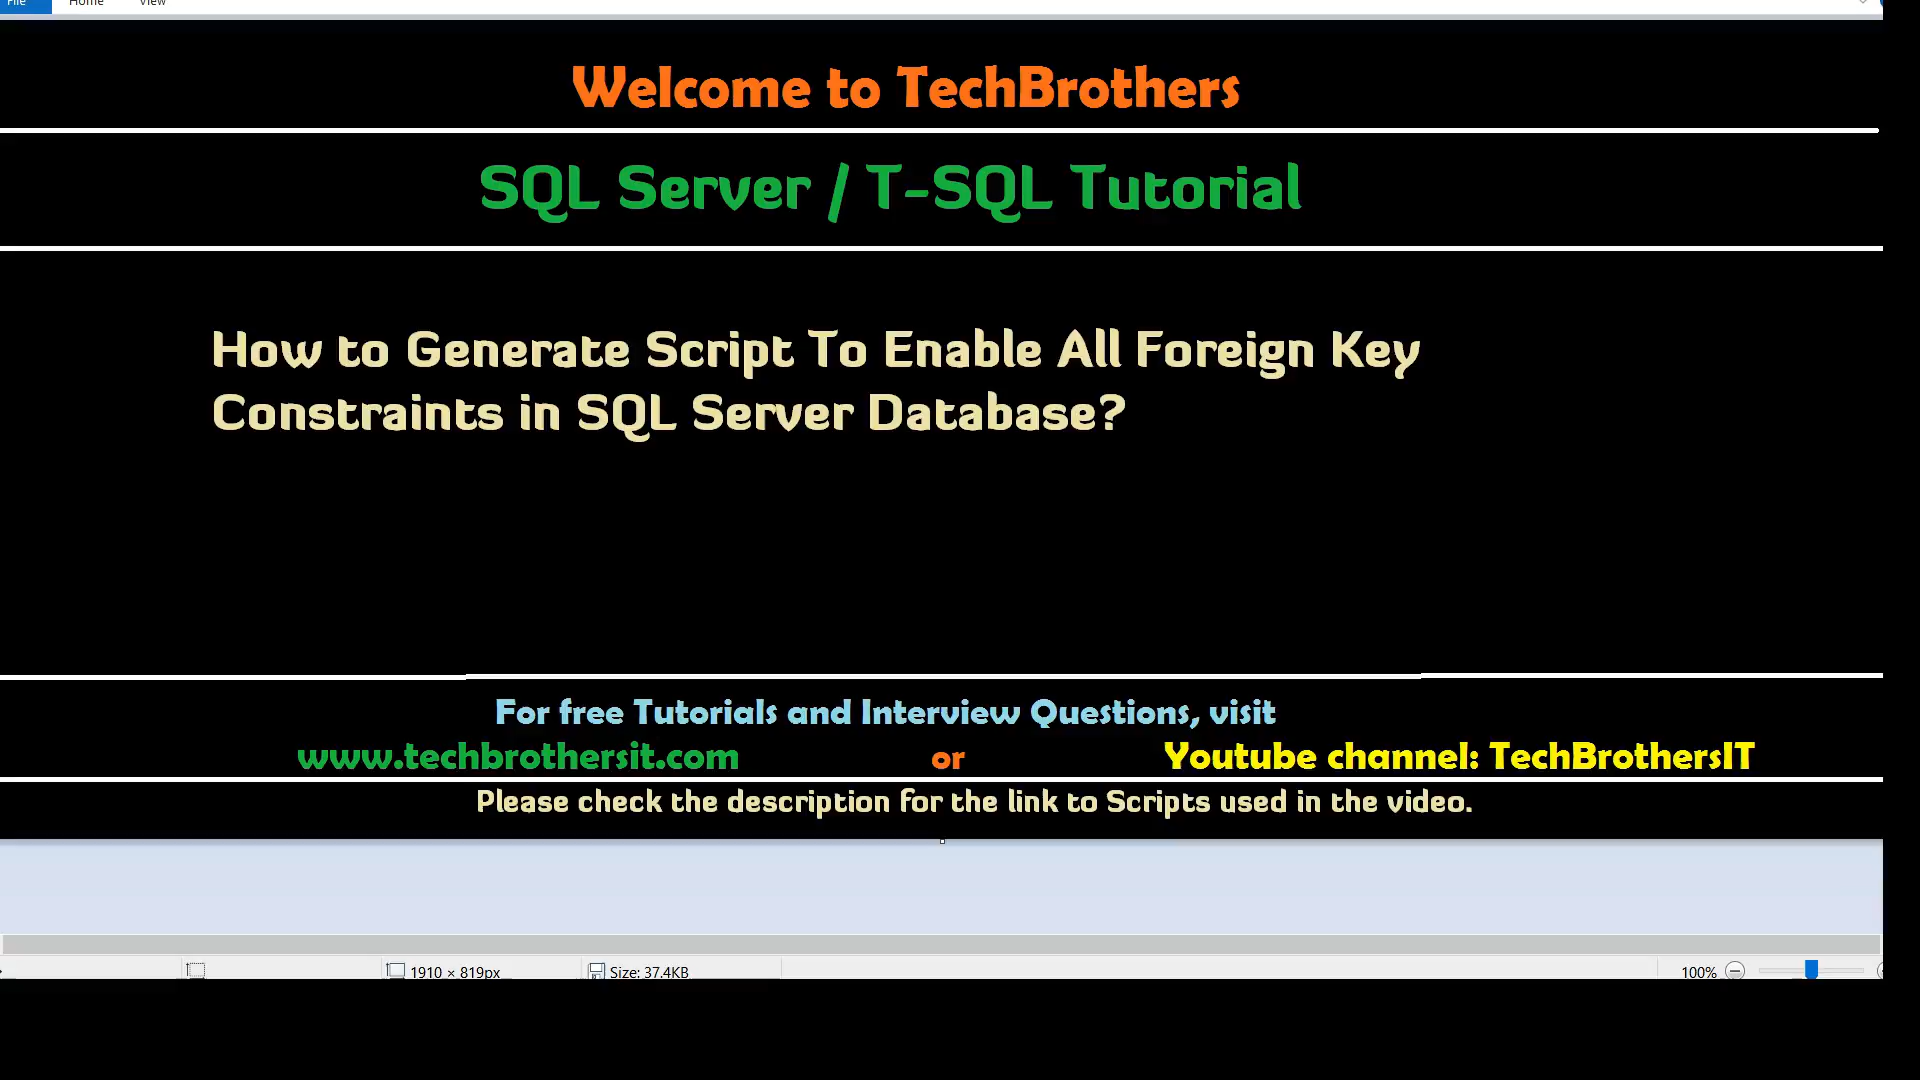 File Home View
Welcome to TechBrothers
SQL Server / T-SQL Tutorial
How to Generate Script To Enable All Foreign Key
Constraints in SQL Server Database?
For free Tutorials and Interview Questions, visit
www.techbrothersit.com or Youtube channel: TechBrothersIT
Please check the description for the link to Scripts used in the video.
1910 × 819px Size: 37.4KB 100%